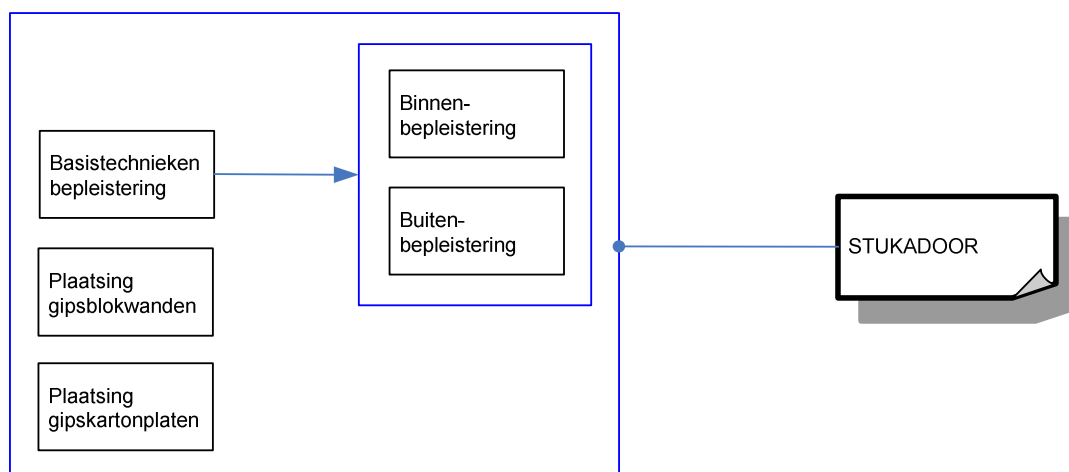 Basistechnieken
bepleistering
Plaatsing
gipsblokwanden
Plaatsing
gipskartonplaten
Binnen-
bepleistering
Buiten-
bepleistering
STUKADOOR